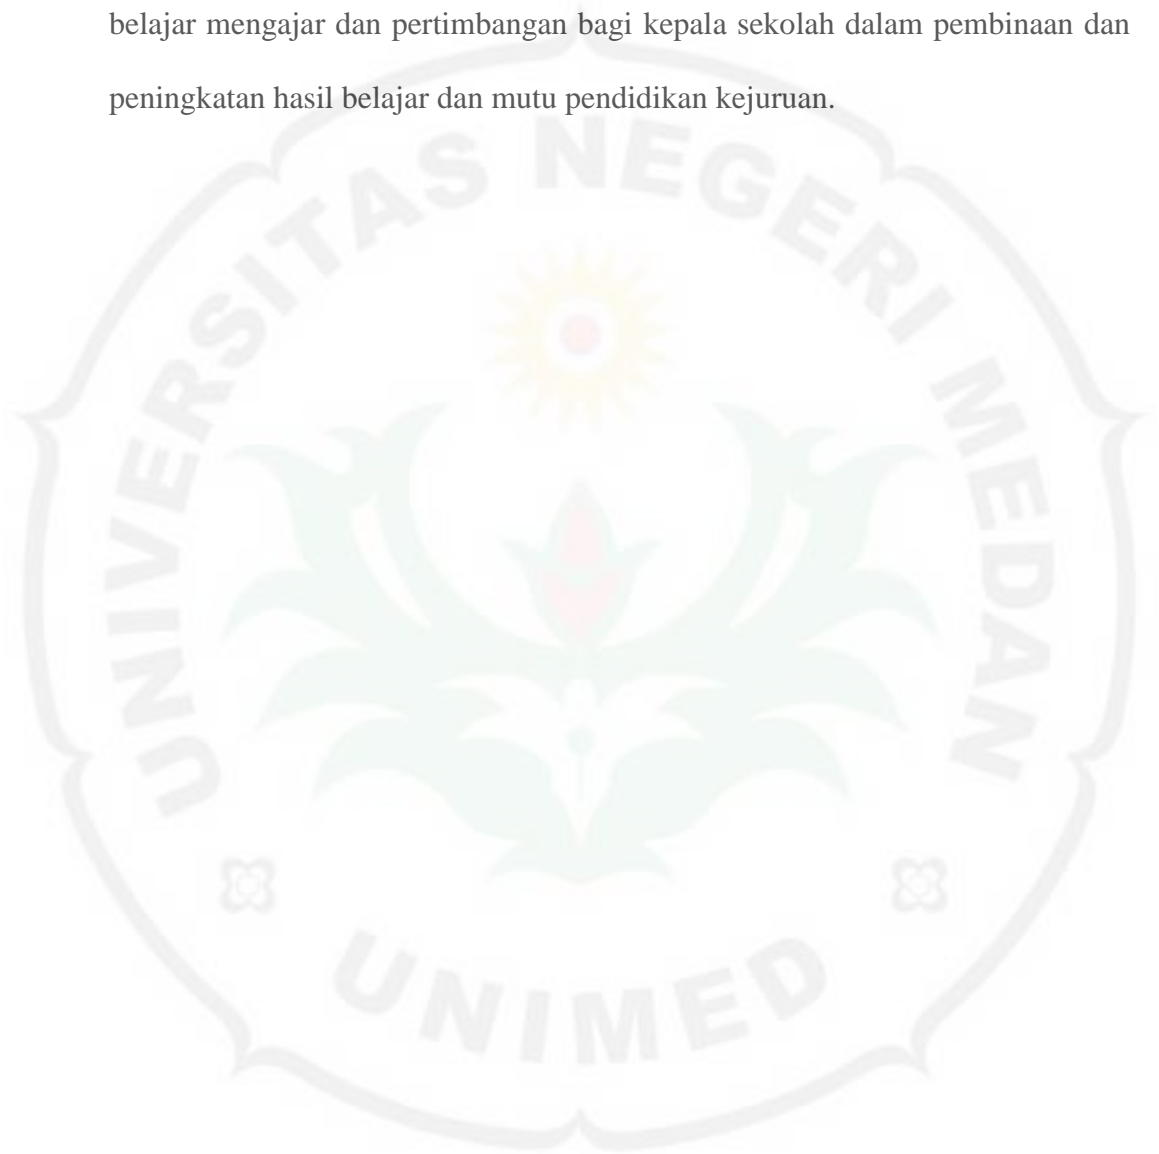 belajar mengajar dan pertimbangan bagi kepala sekolah dalam pembinaan dan
peningkatan hasil belajar dan mutu pendidikan kejuruan.
UNIVERSITAS NEGERI MEDAN
UNIMED